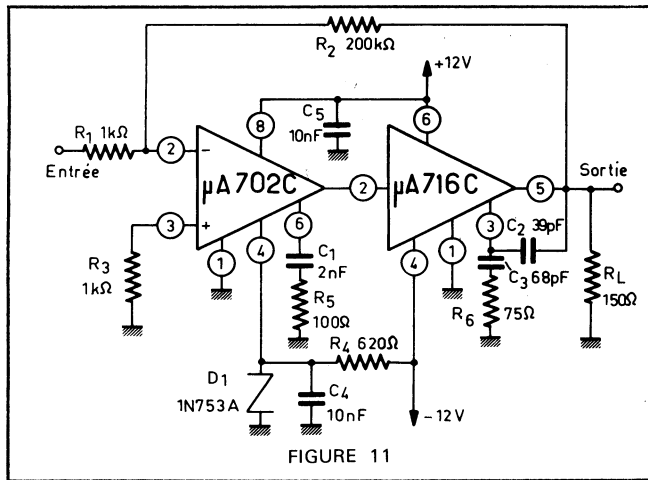 R2 200kΩ
+12V
R1 1kΩ
Entrée
2
−
3
+
R3
1kΩ
8
C5
10nF
6
µA702C
1
4
6
C1
2nF
R5
100Ω
2
µA716C
5
Sortie
3
C2 39pF
C3 68pF
R6
75Ω
1
4
RL
150Ω
R4 620Ω
D1
1N753A
C4
10nF
−12V
FIGURE 11